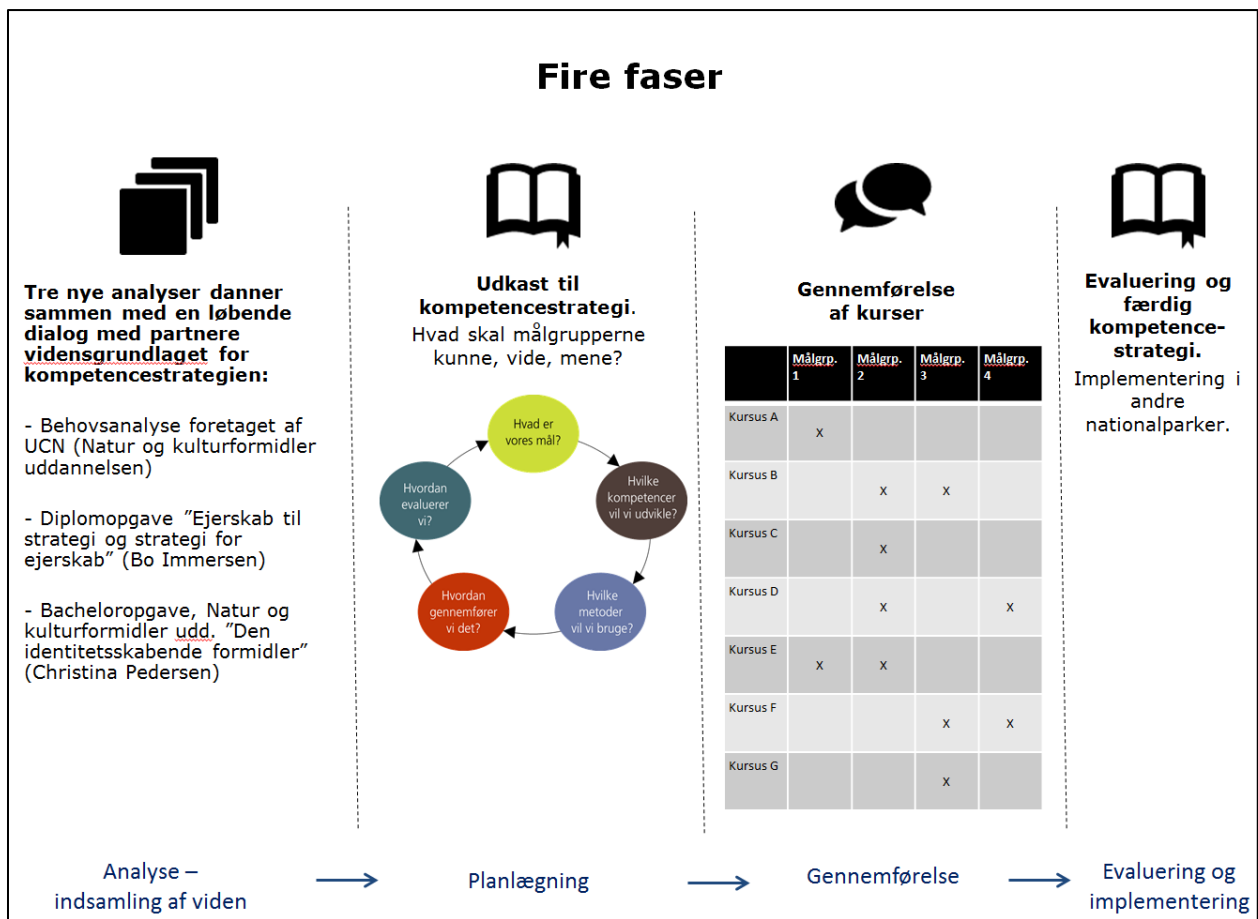 Fire faser
Tre nye analyser danner
sammen med en løbende
dialog med partnere
vidensgrundlaget for
kompetencestrategien:
- Behovsanalyse foretaget af
UCN (Natur og kulturformidler
uddannelsen)
- Diplomopgave ”Ejerskab til
strategi og strategi for
ejerskab” (Bo Immersen)
- Bacheloropgave, Natur og
kulturformidler udd. ”Den
identitetsskabende formidler”
(Christina Pedersen)
Udkast til
kompetencestrategi.
Hvad skal målgrupperne
kunne, vide, mene?
Hvad er
vores mål?
Hvilke
kompetencer
vil vi udvikle?
Hvilke
metoder
vil vi bruge?
Hvordan
gennemfører
vi det?
Hvordan
evaluerer
vi?
Gennemførelse
af kurser
Målgrp. 1 Målgrp. 2 Målgrp. 3 Målgrp. 4
Kursus A x
Kursus B x x
Kursus C x
Kursus D x x
Kursus E x x
Kursus F x x
Kursus G x
Evaluering og
færdig
kompetence-
strategi.
Implementering i
andre
nationalparker.
Analyse –
indsamling af viden
Planlægning
Gennemførelse
Evaluering og
implementering